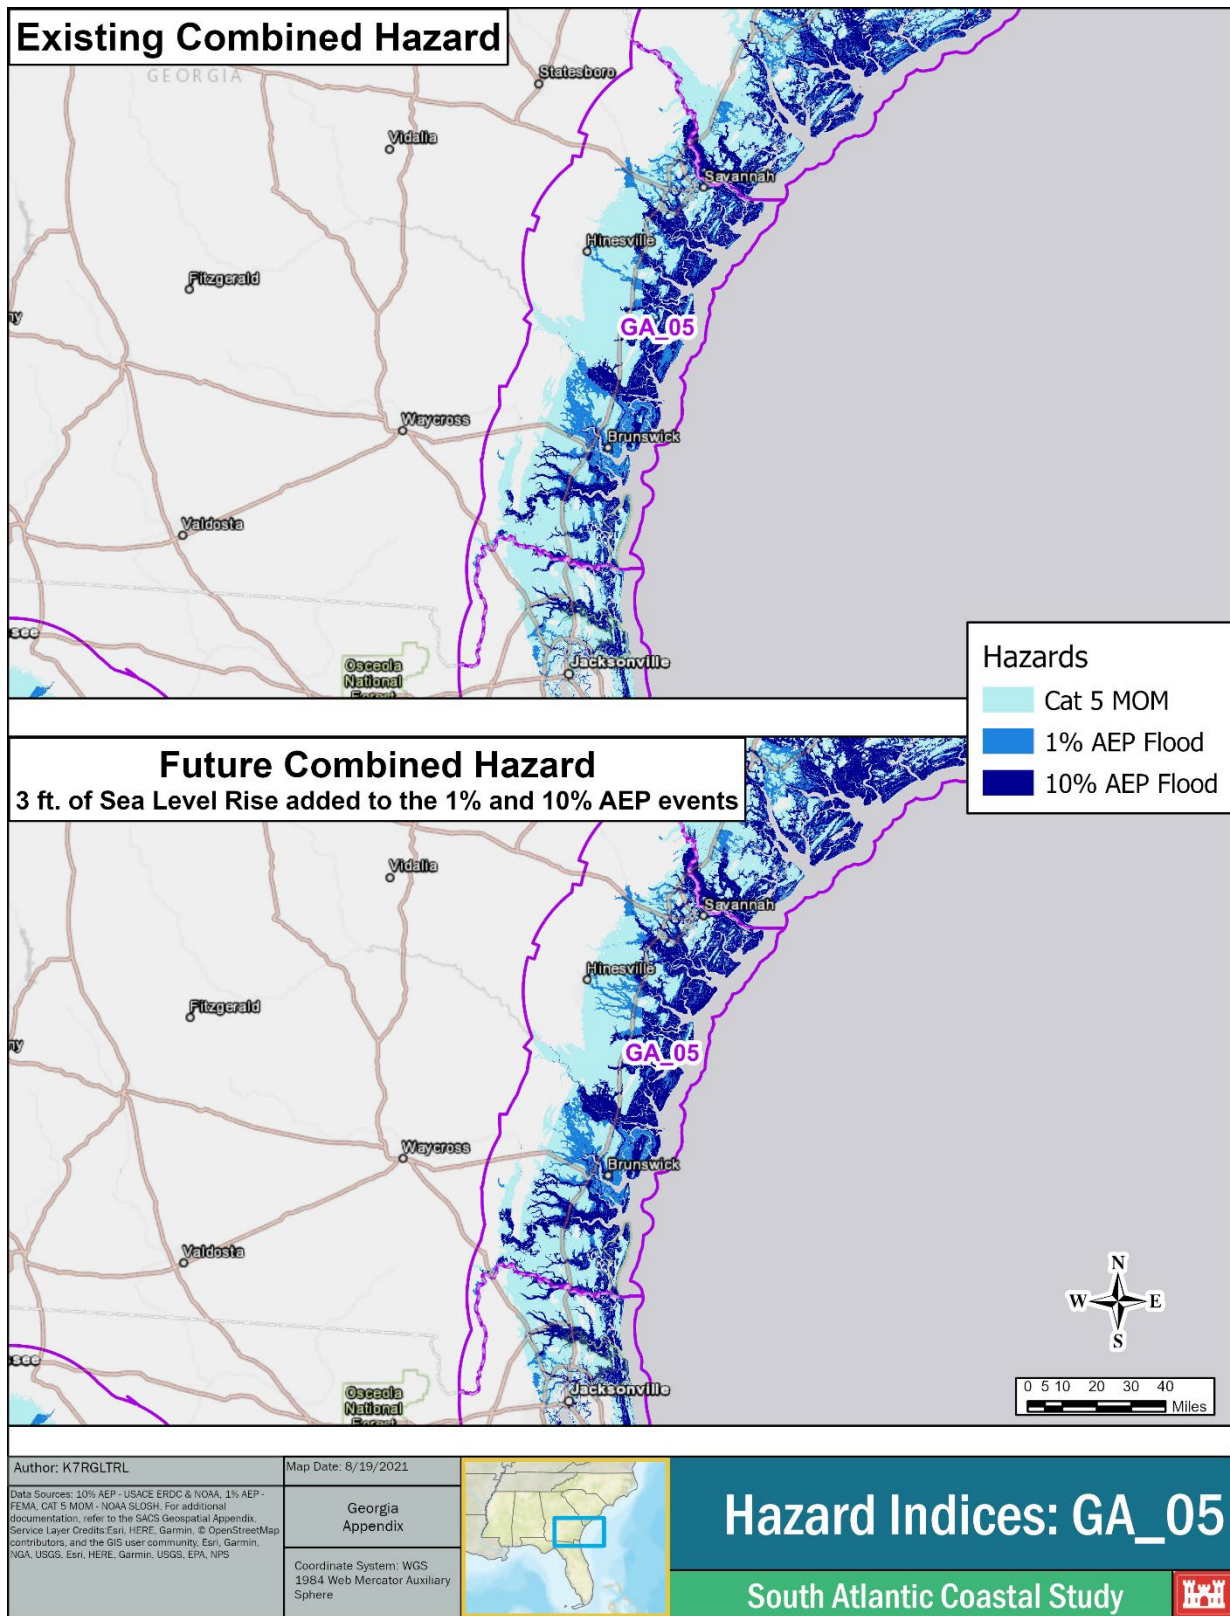 Existing Combined Hazard
GEORGIA
Statesboro
Vidalia
Savannah
Hinesville
Fitzgerald
ny
GA_05
Waycross
Brunswick
Valdosta
see
Osceola
National
Forest
Jacksonville
Hazards
Cat 5 MOM
1% AEP Flood
10% AEP Flood
Future Combined Hazard
3 ft. of Sea Level Rise added to the 1% and 10% AEP events
Vidalia
Savannah
Hinesville
Fitzgerald
ny
GA_05
Waycross
Brunswick
Valdosta
see
Osceola
National
Forest
Jacksonville
N
W E
S
0 5 10 20 30 40
Miles
Author: K7RGLTRL
Data Sources: 10% AEP - USACE ERDC & NOAA, 1% AEP -
FEMA, CAT 5 MOM - NOAA SLOSH. For additional
documentation, refer to the SACS Geospatial Appendix.
Service Layer Credits:Esri, HERE, Garmin, © OpenStreetMap
contributors, and the GIS user community, Esri, Garmin,
NGA, USGS, Esri, HERE, Garmin, USGS, EPA, NPS
Map Date: 8/19/2021
Georgia
Appendix
Coordinate System: WGS
1984 Web Mercator Auxiliary
Sphere
Hazard Indices: GA_05
South Atlantic Coastal Study